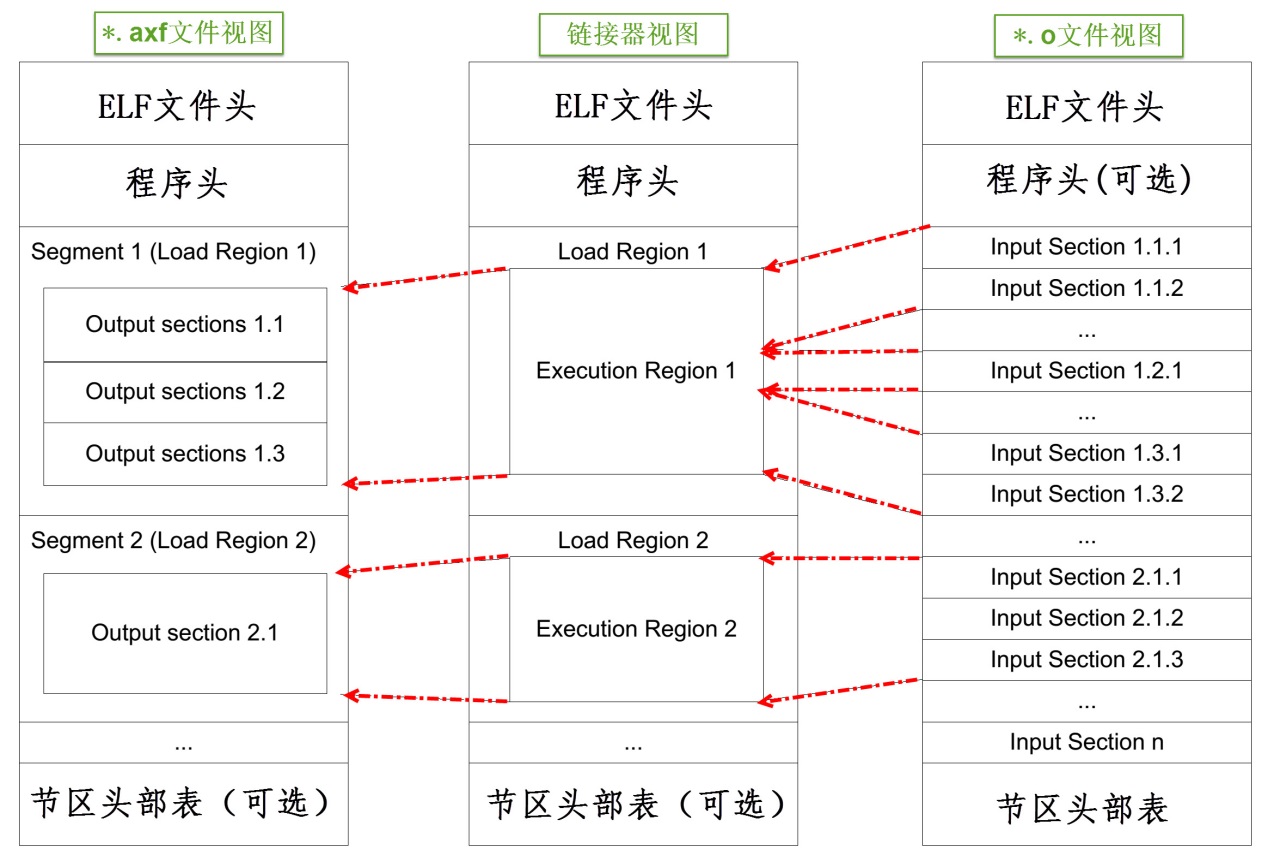 *. axf文件视图
ELF文件头
程序头
Segment 1 (Load Region 1)
Output sections 1.1
Output sections 1.2
Output sections 1.3
Segment 2 (Load Region 2)
Output section 2.1
...
节区头部表（可选）
链接器视图
ELF文件头
程序头
Load Region 1
Execution Region 1
Load Region 2
Execution Region 2
...
节区头部表（可选）
*. o文件视图
ELF文件头
程序头(可选)
Input Section 1.1.1
Input Section 1.1.2
...
Input Section 1.2.1
...
Input Section 1.3.1
Input Section 1.3.2
...
Input Section 2.1.1
Input Section 2.1.2
Input Section 2.1.3
...
Input Section n
节区头部表